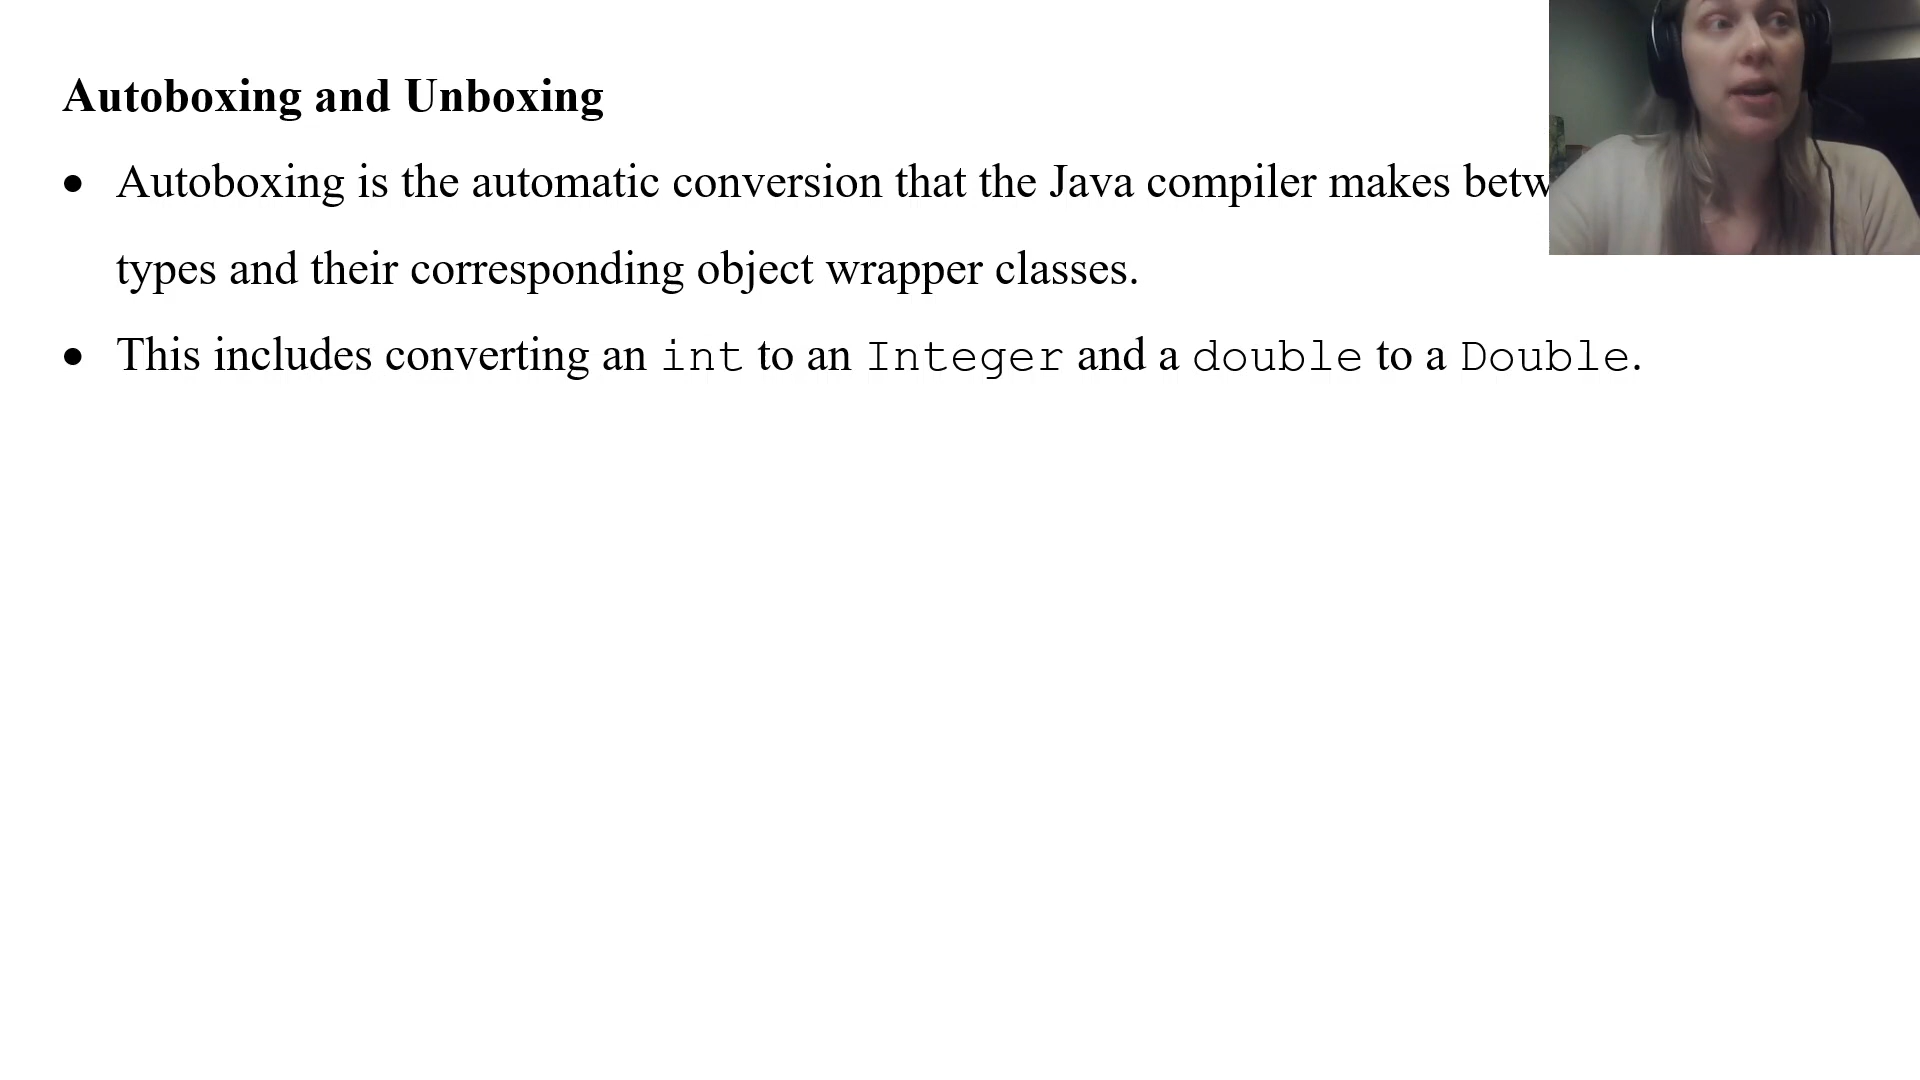 Autoboxing and Unboxing
• Autoboxing is the automatic conversion that the Java compiler makes
types and their corresponding object wrapper classes.
• This includes converting an int to an Integer and a double to a Double.